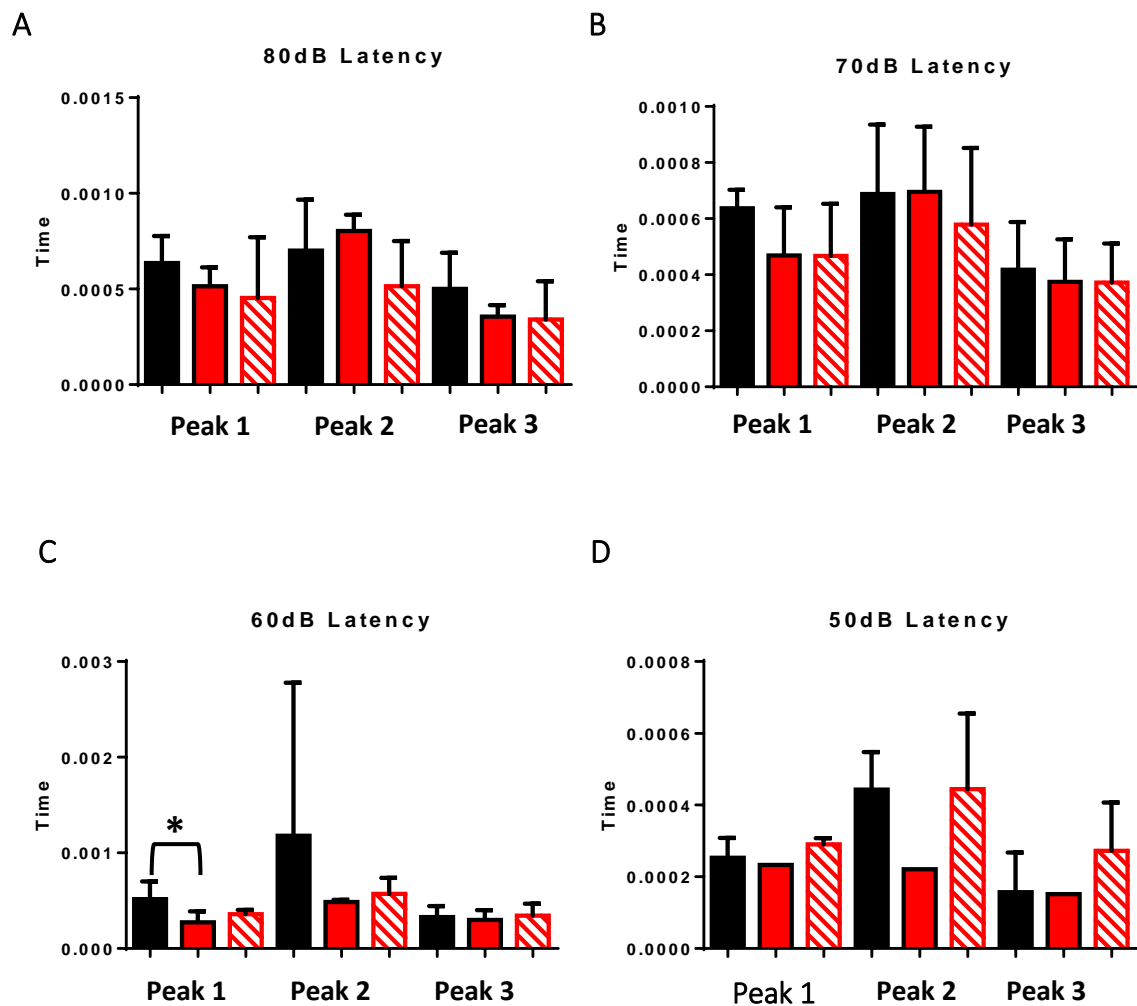 A
80dB Latency
0.0015
0.0010
0.0005
0.0000
Time
Peak 1 Peak 2 Peak 3
B
70dB Latency
0.0010
0.0008
0.0006
0.0004
0.0002
0.0000
Time
Peak 1 Peak 2 Peak 3
C
60dB Latency
0.003
0.002
0.001
0.000
Time
*
Peak 1 Peak 2 Peak 3
D
50dB Latency
0.0008
0.0006
0.0004
0.0002
0.0000
Time
Peak 1 Peak 2 Peak 3